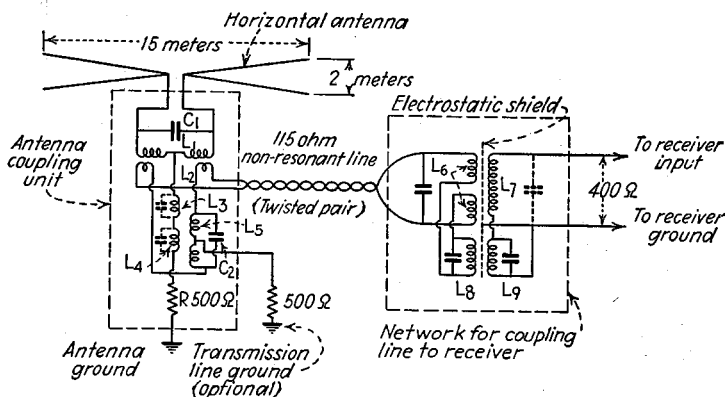 Horizontal antenna
15 meters
2
meters
Electrostatic shield
C1
L1
Antenna
coupling
unit
115 ohm
non-resonant line
(Twisted pair)
L2
L3
L4
L5
C2
R 500Ω
500Ω
L6
L7
L8
L9
To receiver
input
400Ω
To receiver
ground
Network for coupling
line to receiver
Antenna
ground
Transmission
line ground
(optional)